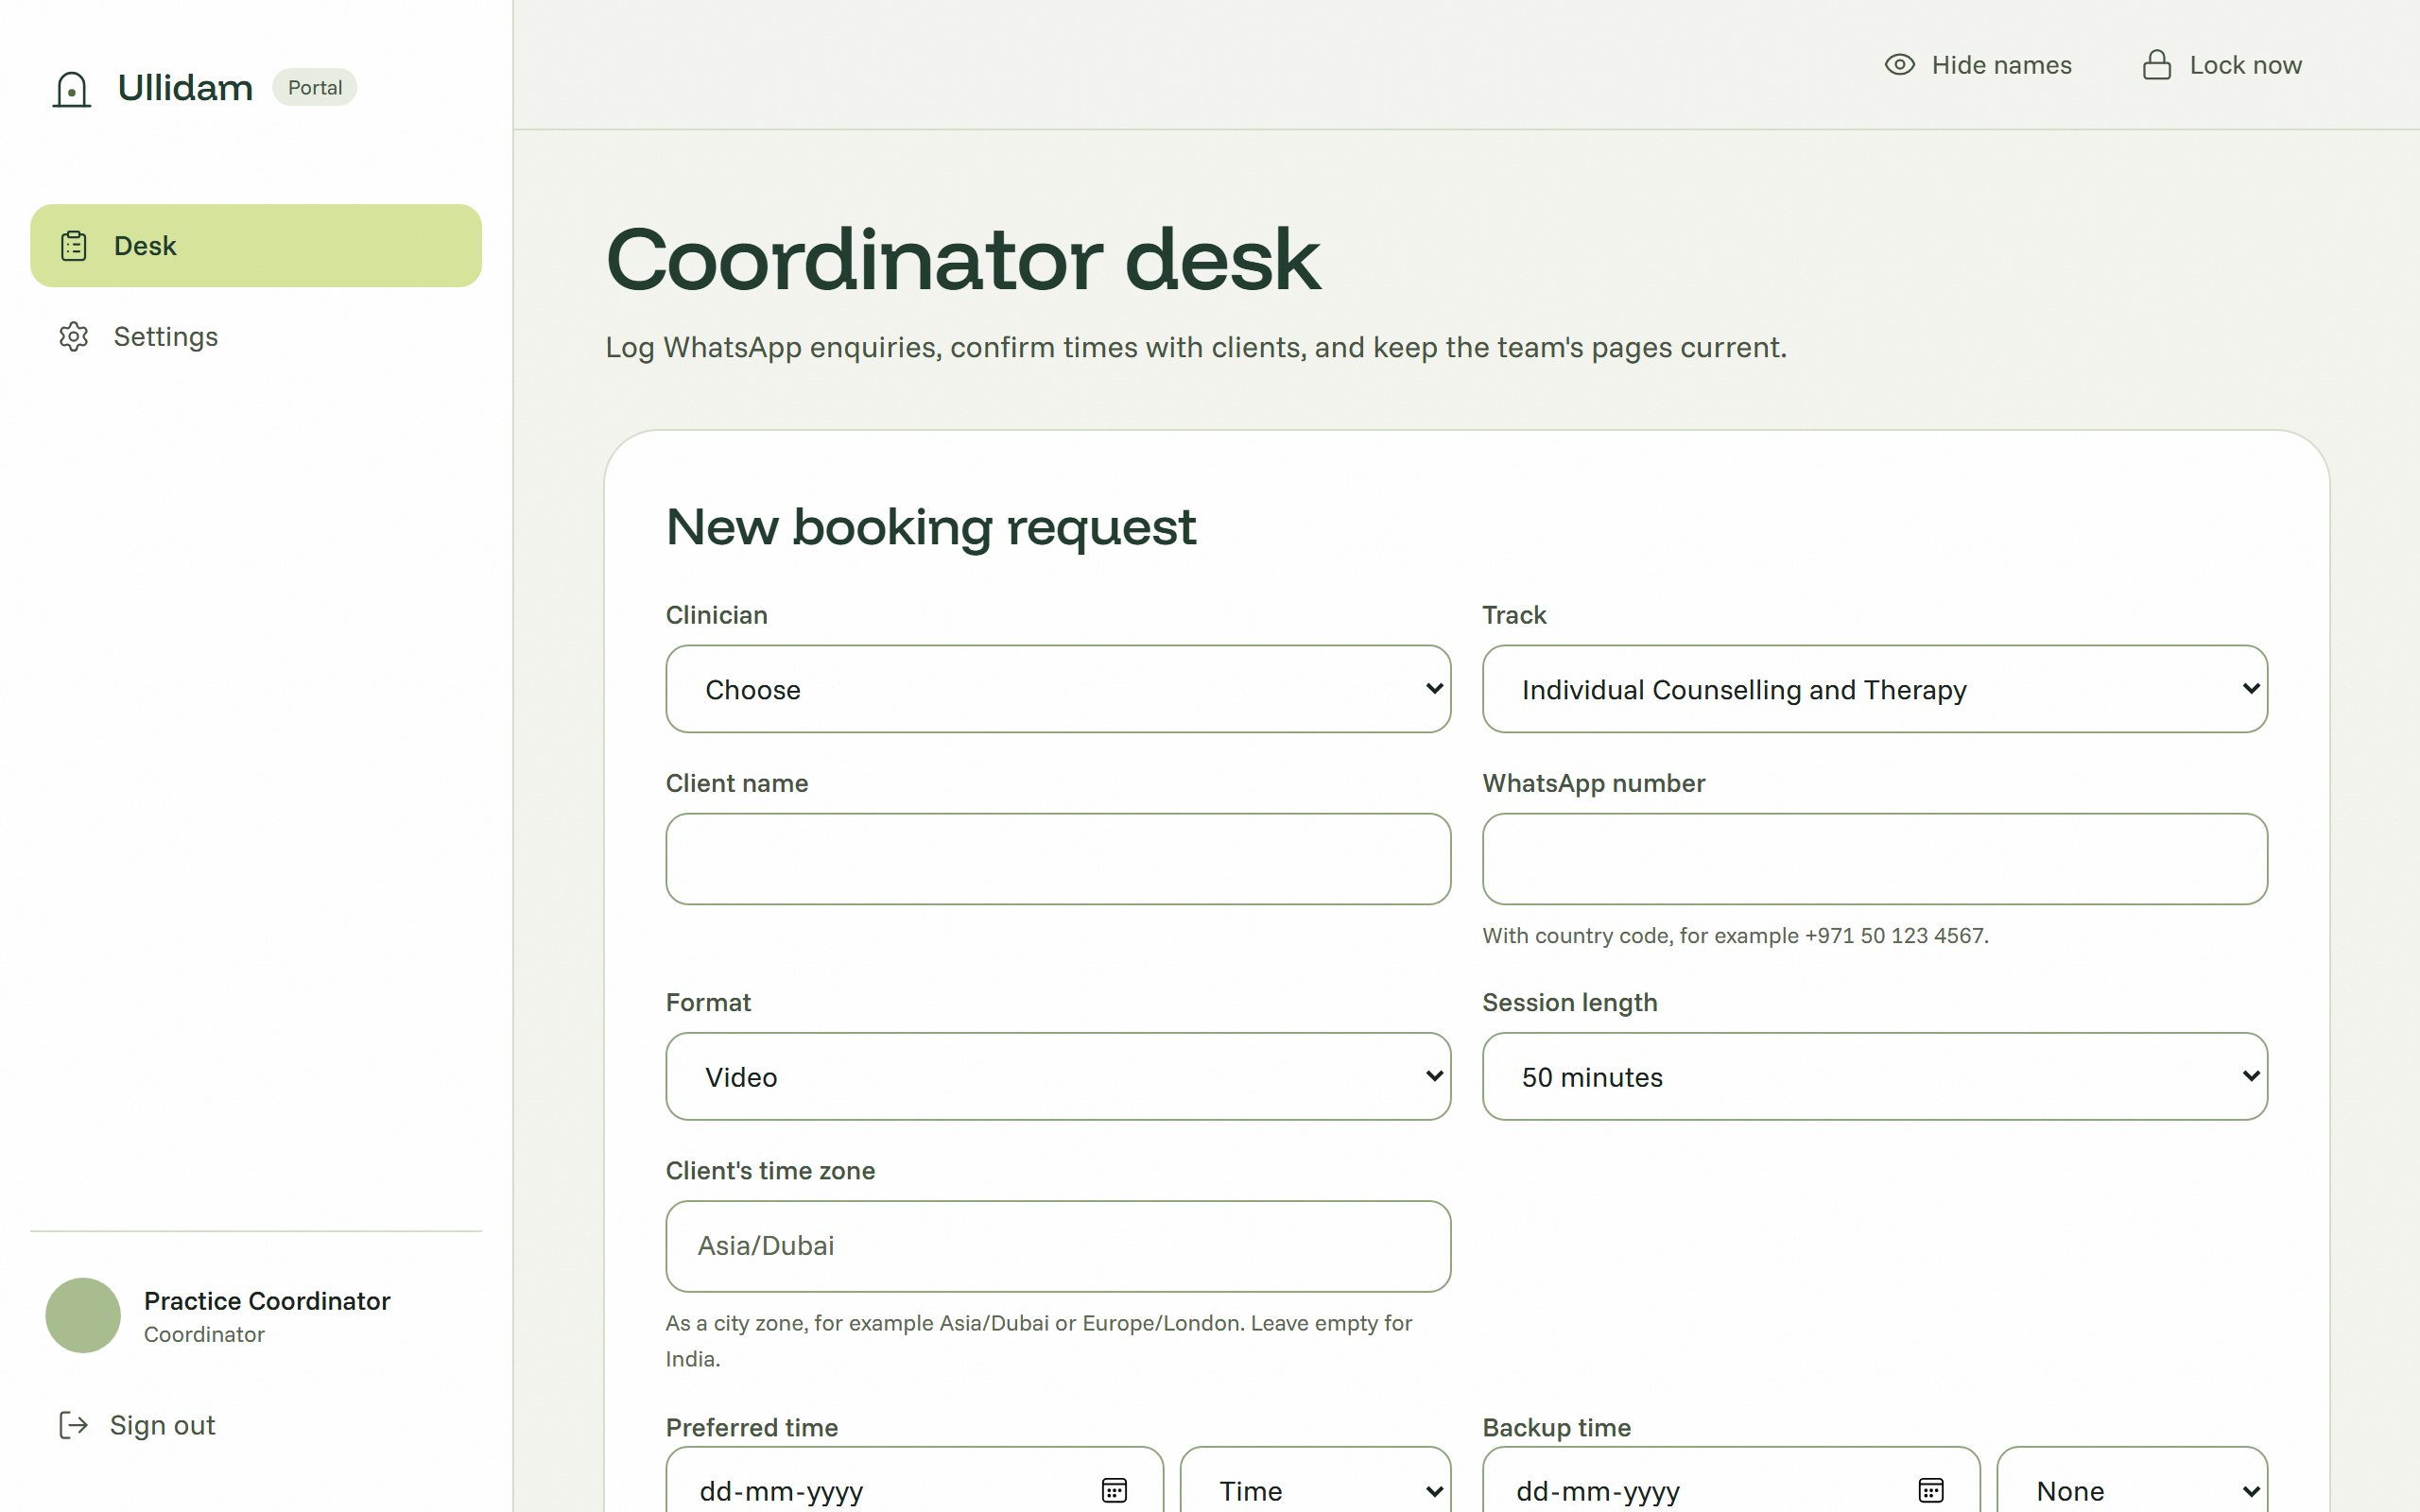 Ullidam Portal
Hide names
Lock now
Desk
Settings
Coordinator desk
Log WhatsApp enquiries, confirm times with clients, and keep the team's pages current.
New booking request
Clinician
Track
Choose
Individual Counselling and Therapy
Client name
WhatsApp number
With country code, for example +971 50 123 4567.
Format
Session length
Video
50 minutes
Client's time zone
Asia/Dubai
As a city zone, for example Asia/Dubai or Europe/London. Leave empty for
India.
Preferred time
Backup time
dd-mm-yyyy
Time
dd-mm-yyyy
None
Practice Coordinator
Coordinator
Sign out